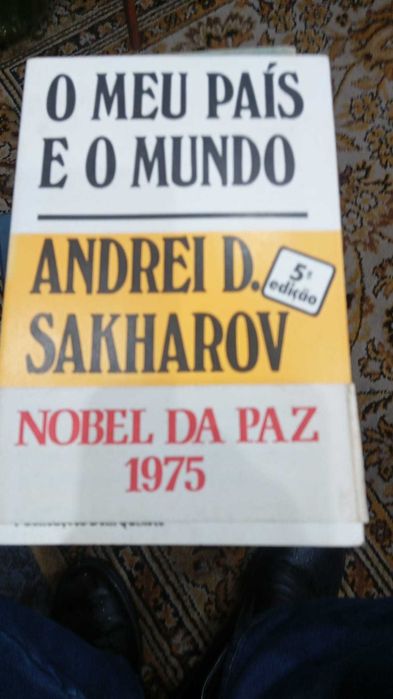 O MEU PAÍS
E O MUNDO
ANDREI D.
SAKHAROV
5ª
edição
NOBEL DA PAZ
1975